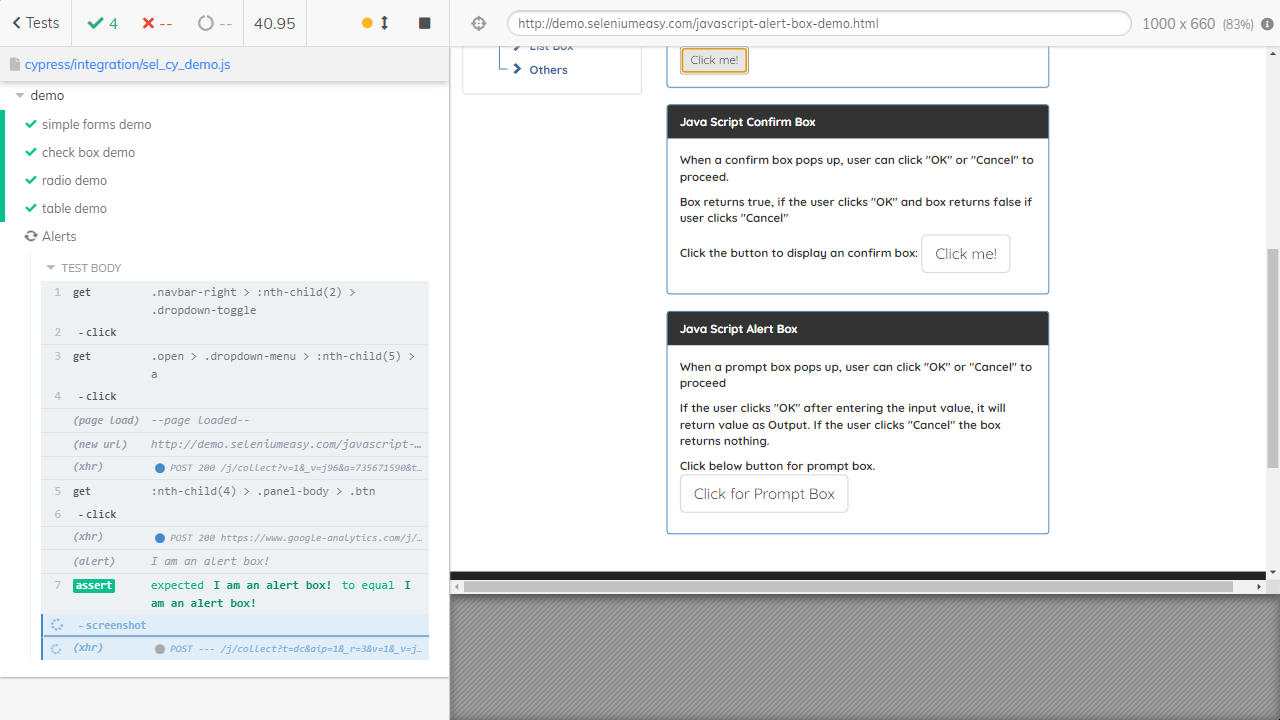 Tests 4 -- -- 40.95
http://demo.seleniumeasy.com/javascript-alert-box-demo.html 1000 x 660 (83%)
cypress/integration/sel_cy_demo.js
demo
simple forms demo
check box demo
radio demo
table demo
Alerts
TEST BODY
1 get .navbar-right > :nth-child(2) >
.dropdown-toggle
2 - click
3 get .open > .dropdown-menu > :nth-child(5) >
a
4 - click
(page load) --page loaded--
(new url) http://demo.seleniumeasy.com/javascript-…
(xhr) POST 200 /j/collect?v=1&_v=j96&a=735671590&t…
5 get :nth-child(4) > .panel-body > .btn
6 - click
(xhr) POST 200 https://www.google-analytics.com/j/…
(alert) I am an alert box!
7 assert expected I am an alert box! to equal I
am an alert box!
- screenshot
(xhr) POST --- /j/collect?t=dc&aip=1&_r=3&v=1&_v=j…
List Box
Others
Click me!
Java Script Confirm Box
When a confirm box pops up, user can click "OK" or "Cancel" to
proceed.
Box returns true, if the user clicks "OK" and box returns false if
user clicks "Cancel"
Click the button to display an confirm box: Click me!
Java Script Alert Box
When a prompt box pops up, user can click "OK" or "Cancel" to
proceed
If the user clicks "OK" after entering the input value, it will
return value as Output. If the user clicks "Cancel" the box
returns nothing.
Click below button for prompt box.
Click for Prompt Box